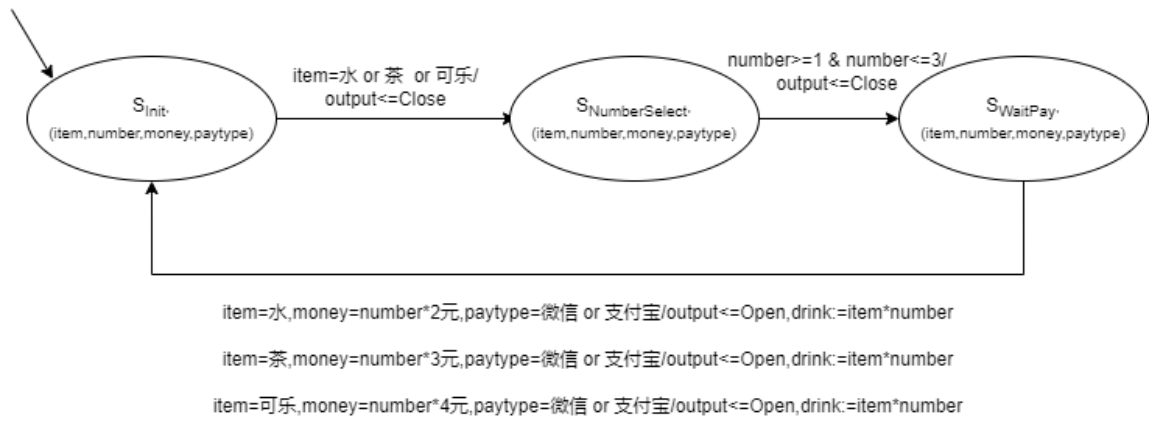 item=水 or 茶 or 可乐/
output<=Close
number>=1 & number<=3/
output<=Close
SInit,
(item,number,money,paytype)
SNumberSelect,
(item,number,money,paytype)
SWaitPay,
(item,number,money,paytype)
item=水,money=number*2元,paytype=微信 or 支付宝/output<=Open,drink:=item*number
item=茶,money=number*3元,paytype=微信 or 支付宝/output<=Open,drink:=item*number
item=可乐,money=number*4元,paytype=微信 or 支付宝/output<=Open,drink:=item*number